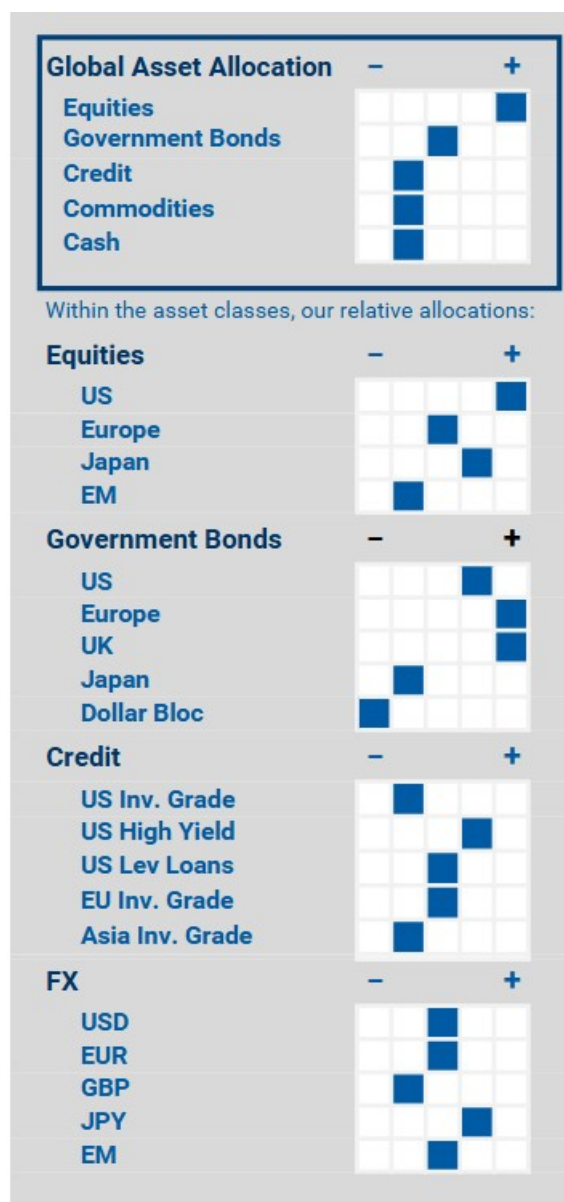 Global Asset Allocation - +
Equities
Government Bonds
Credit
Commodities
Cash
Within the asset classes, our relative allocations:
Equities - +
US
Europe
Japan
EM
Government Bonds - +
US
Europe
UK
Japan
Dollar Bloc
Credit - +
US Inv. Grade
US High Yield
US Lev Loans
EU Inv. Grade
Asia Inv. Grade
FX - +
USD
EUR
GBP
JPY
EM